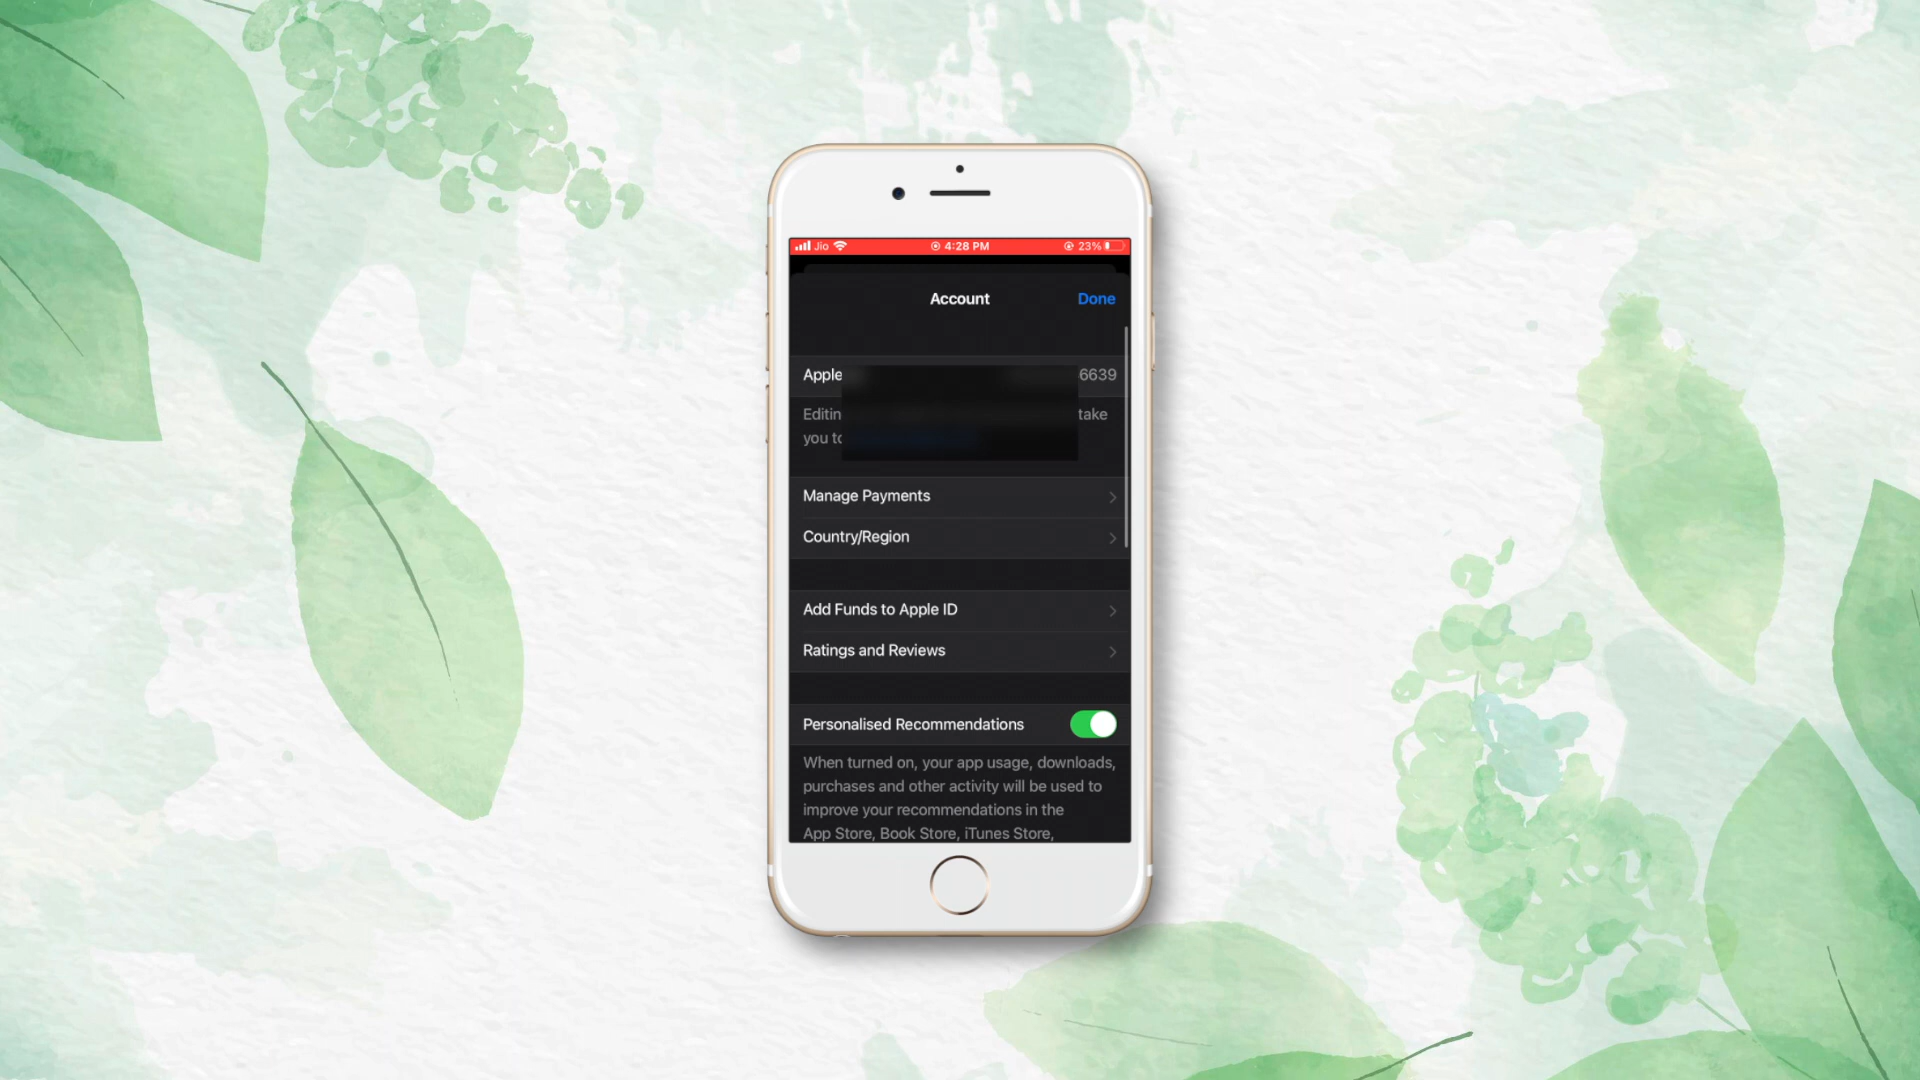 Jio 4:28 PM 23%
Account Done
Apple 6639
take
you
Manage Payments
Country/Region
Add Funds to Apple ID
Ratings and Reviews
Personalised Recommendations
When turned on, your app usage, downloads,
purchases and other activity will be used to
improve your recommendations in the
App Store, Book Store, iTunes Store,